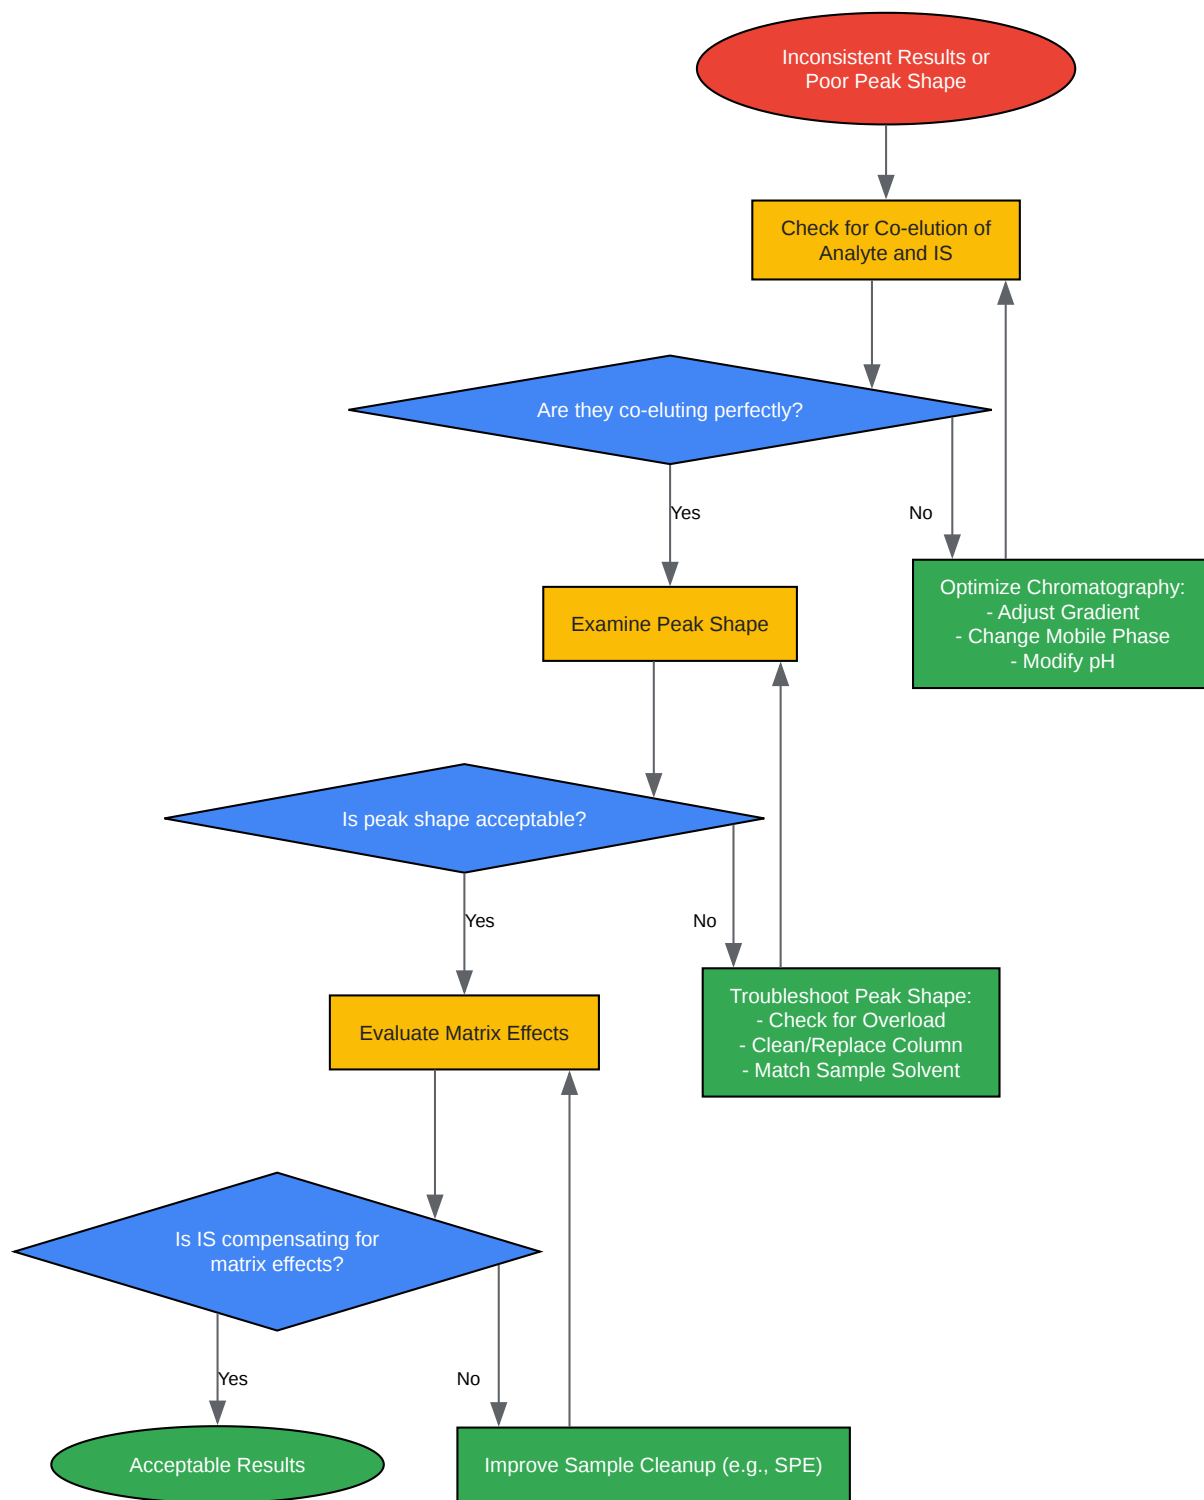 Inconsistent Results or
Poor Peak Shape
Check for Co-elution of
Analyte and IS
Are they co-eluting perfectly?
Yes
No
Optimize Chromatography:
- Adjust Gradient
- Change Mobile Phase
- Modify pH
Examine Peak Shape
Is peak shape acceptable?
Yes
No
Troubleshoot Peak Shape:
- Check for Overload
- Clean/Replace Column
- Match Sample Solvent
Evaluate Matrix Effects
Is IS compensating for
matrix effects?
Yes
No
Acceptable Results
Improve Sample Cleanup (e.g., SPE)